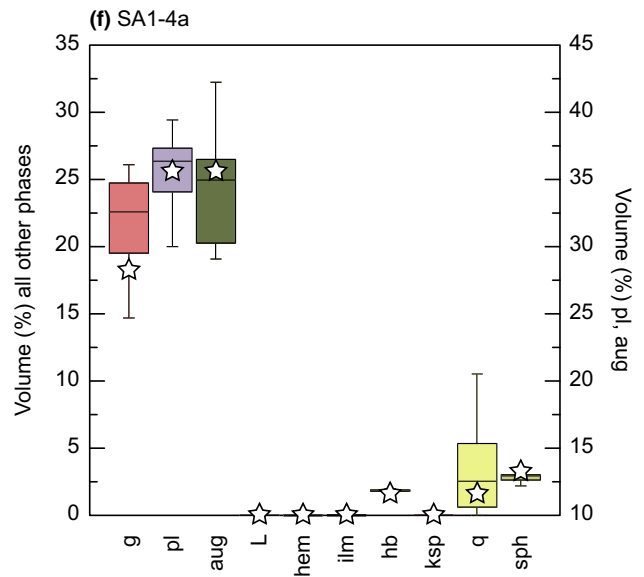 (f) SA1-4a
Volume (%) all other phases
35
30
25
20
15
10
5
0
45
40
35
30
25
20
15
10
Volume (%) pl, aug
g
pl
aug
L
hem
ilm
hb
ksp
q
sph